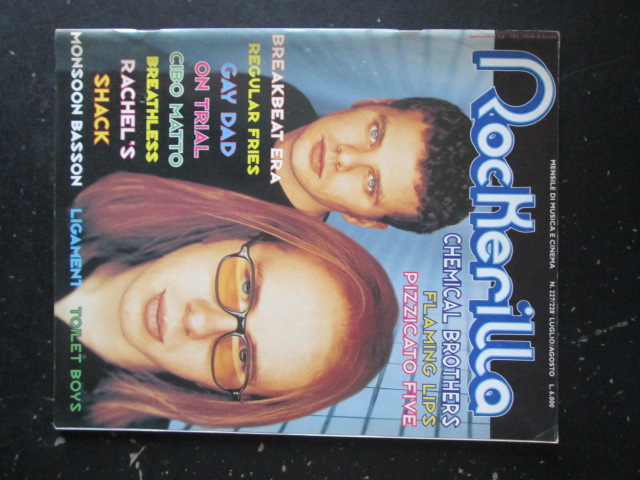 Rockerilla
MENSILE DI MUSICA E CINEMA N. 227/228 LUGLIO/AGOSTO L. 6.000
CHEMICAL BROTHERS
FLAMING LIPS
PIZZICATO FIVE
BREAKBEAT ERA
REGULAR FRIES
GAY DAD
ON TRIAL
CIBO MATTO
BREATHLESS
RACHEL'S
SHACK
MONSOON BASSON LIGAMENT TOILET BOYS